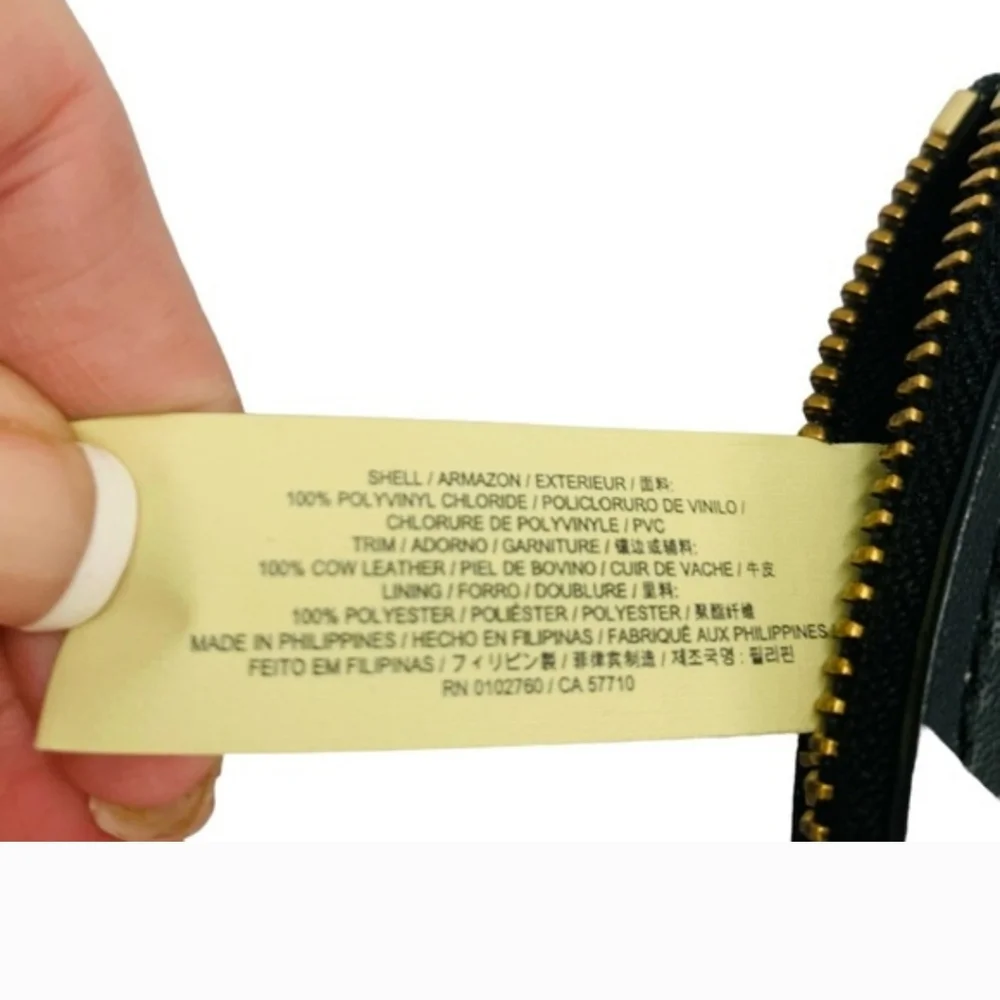 SHELL / ARMAZON / EXTERIEUR / 面料:
100% POLYVINYL CHLORIDE / POLICLORURO DE VINILO /
CHLORURE DE POLYVINYLE / PVC
TRIM / ADORNO / GARNITURE / 镶边或辅料:
100% COW LEATHER / PIEL DE BOVINO / CUIR DE VACHE / 牛皮
LINING / FORRO / DOUBLURE / 里料:
100% POLYESTER / POLIÉSTER / POLYESTER / 聚酯纤维
MADE IN PHILIPPINES / HECHO EN FILIPINAS / FABRIQUÉ AUX PHILIPPINES
FEITO EM FILIPINAS / フィリピン製 / 菲律宾制造 / 제조국명 : 필리핀
RN 0102760 / CA 57710